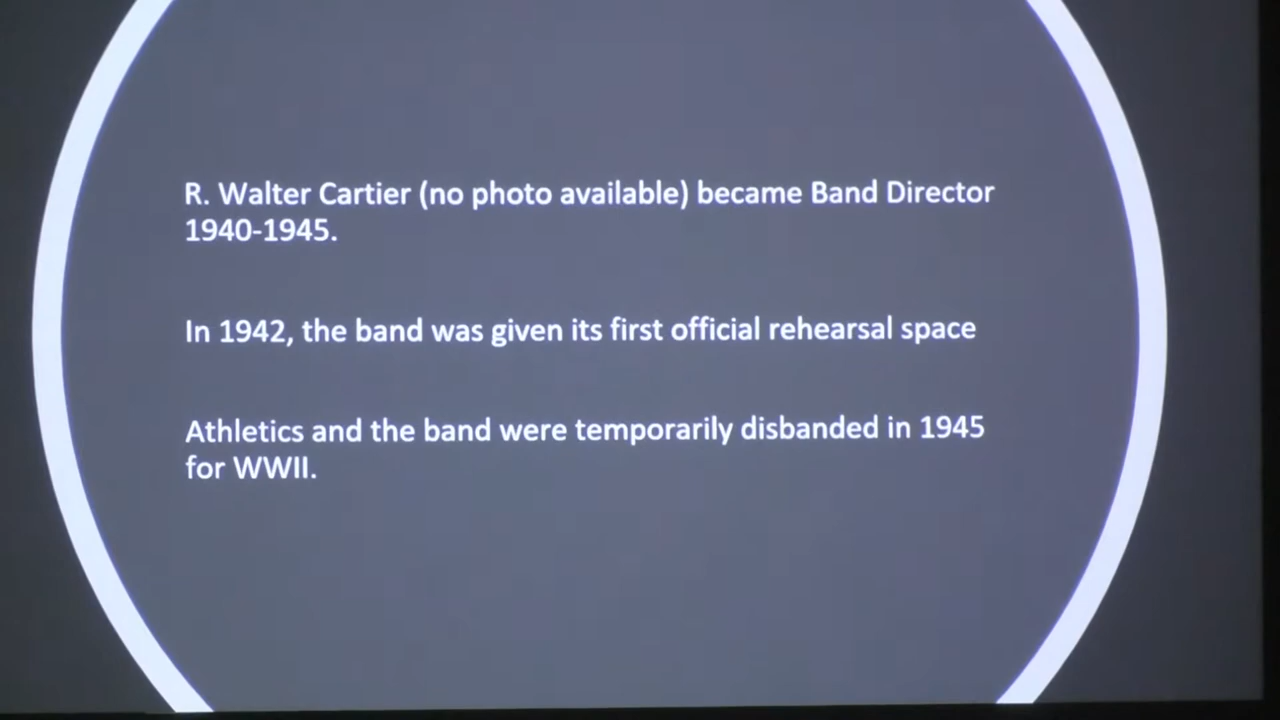 R. Walter Cartier (no photo available) became Band Director
1940-1945.
In 1942, the band was given its first official rehearsal space
Athletics and the band were temporarily disbanded in 1945
for WWII.